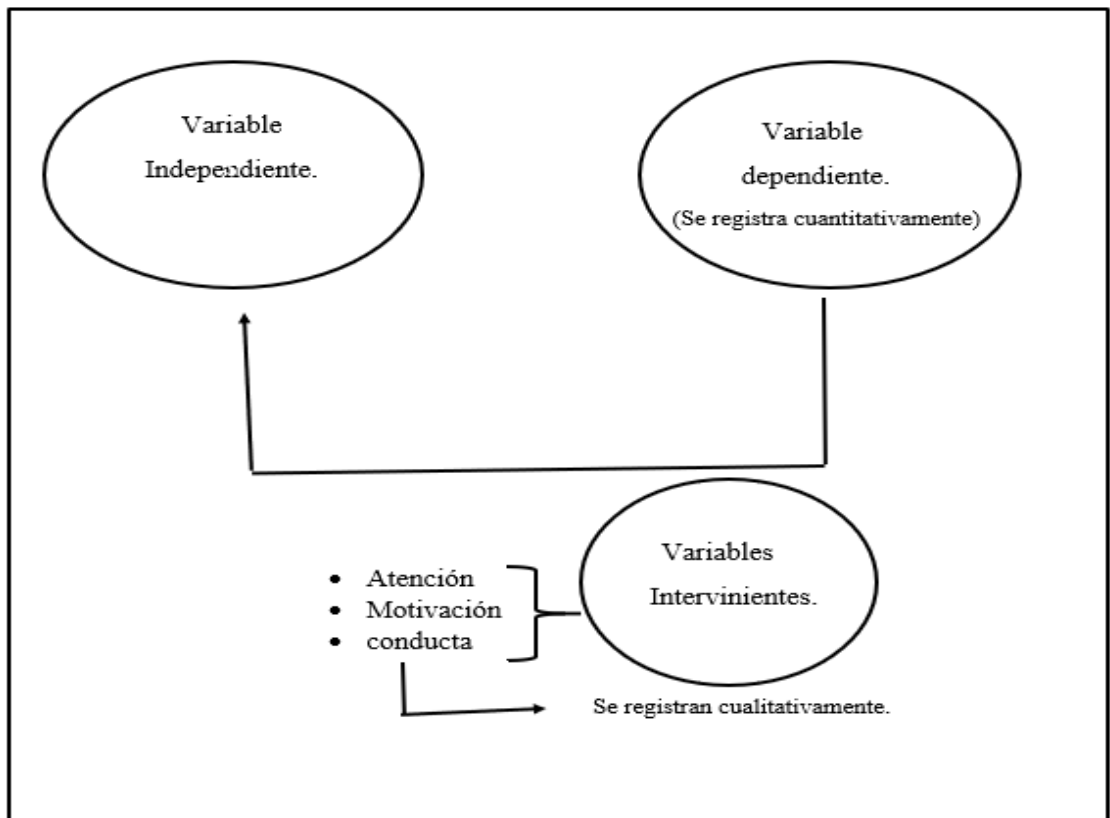 Variable
Independiente.
Variable
dependiente.
(Se registra cuantitativamente)
Variables
Intervinientes.
• Atención
• Motivación
• conducta
Se registran cualitativamente.